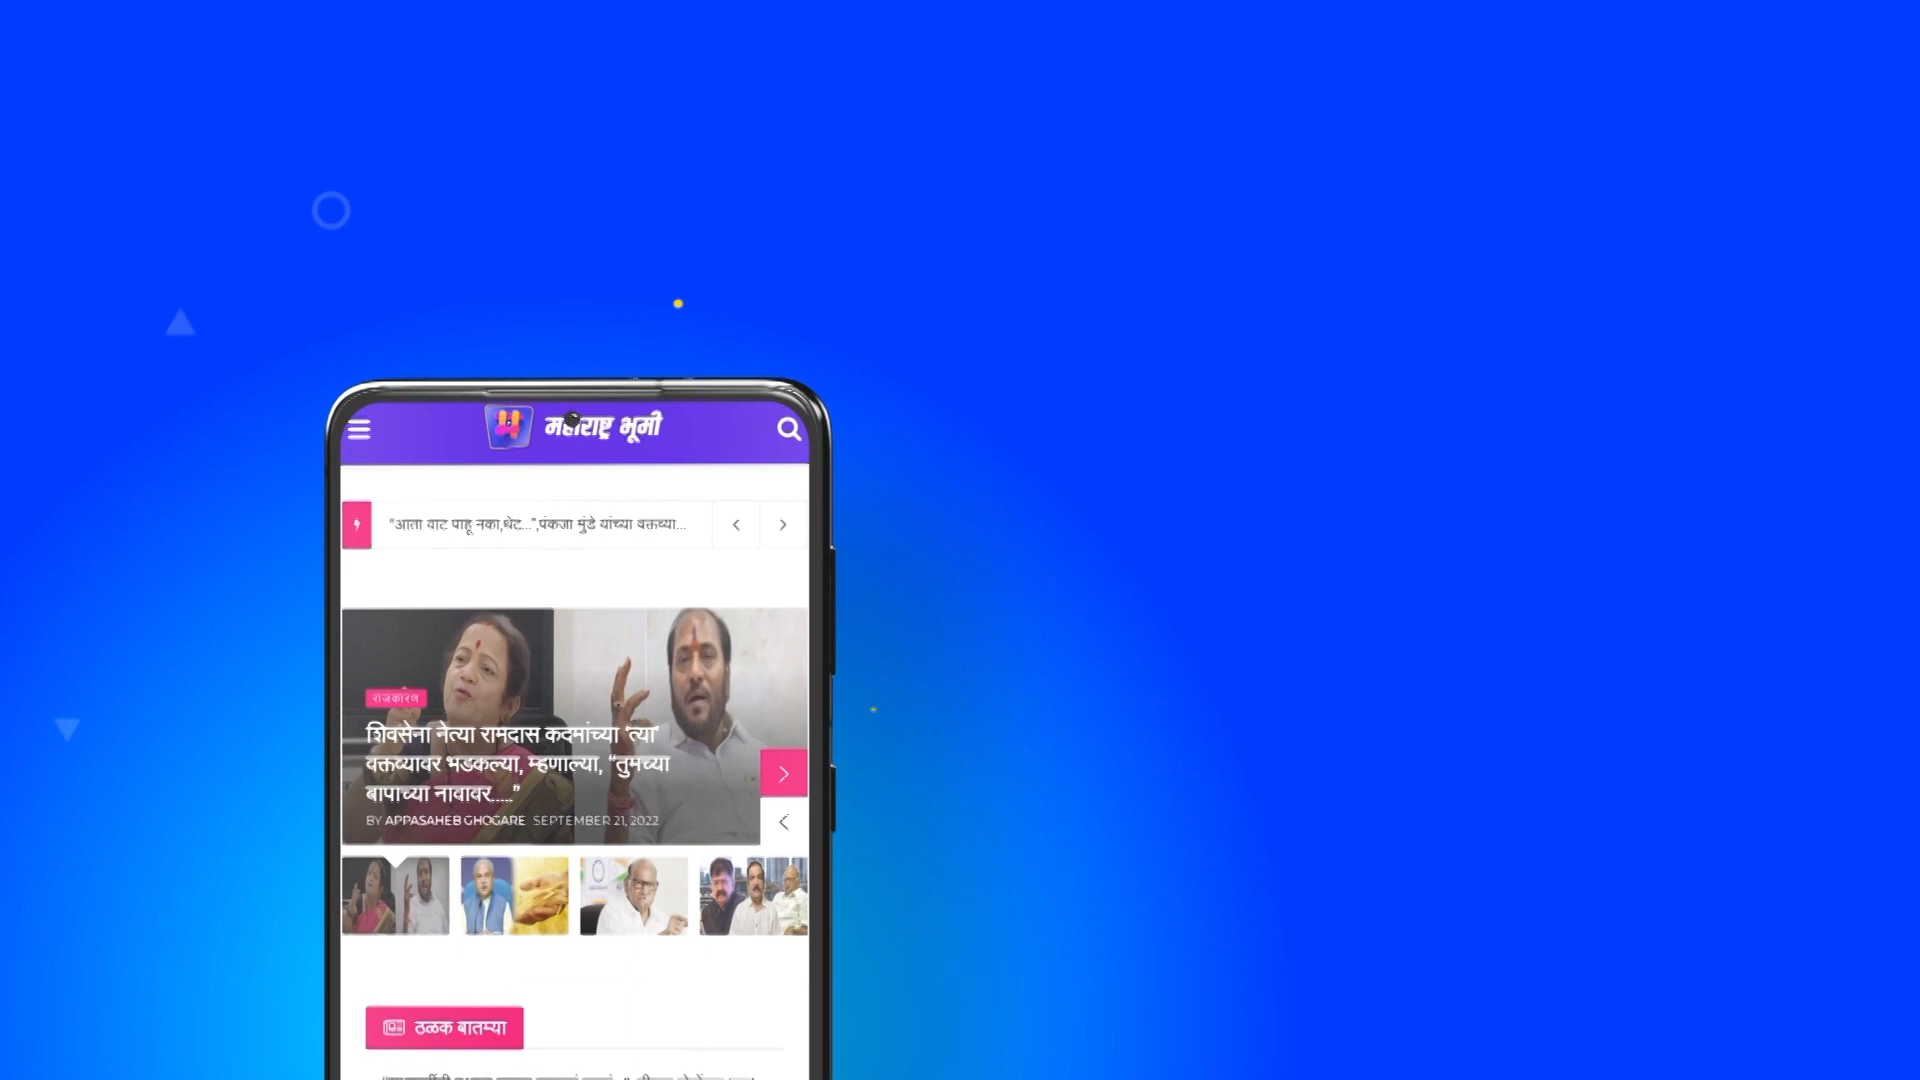 महाराष्ट्र भूमी
“आता वाट पाहू नका,थेट...”,पंकजा मुंडे यांच्या वक्तव्या...
राजकारण
शिवसेना नेत्या रामदास कदमांच्या 'त्या'
वक्तव्यावर भडकल्या, म्हणाल्या, “तुमच्या
बापाच्या नावावर.....”
BY APPASAHEB GHOGARE SEPTEMBER 21, 2022
ठळक बातम्या